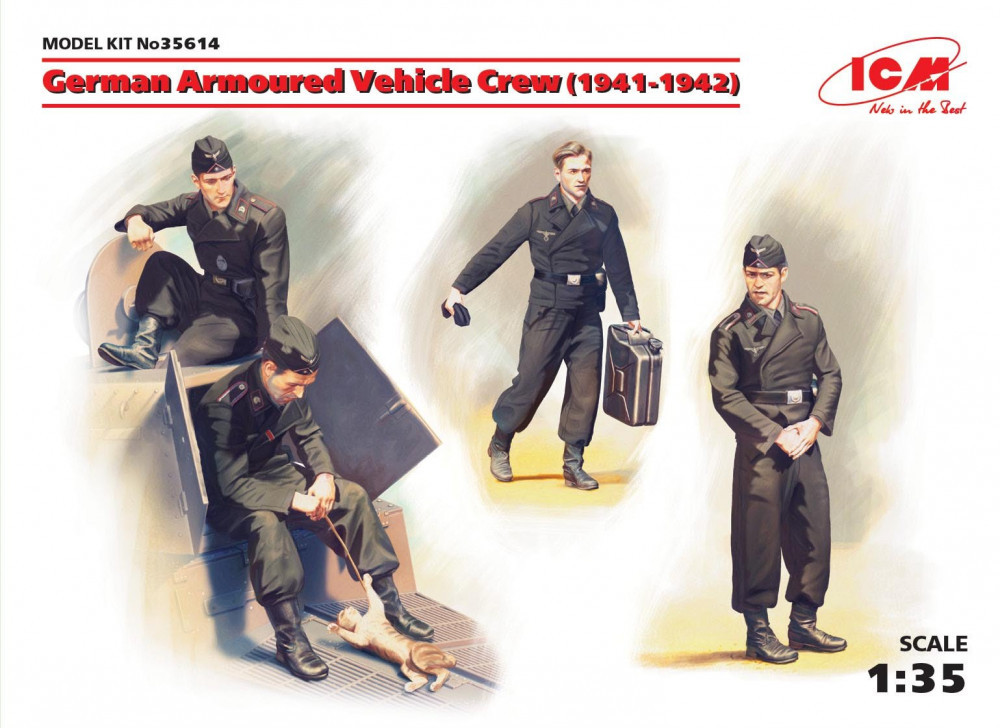 MODEL KIT No35614
German Armoured Vehicle Crew (1941-1942)
ICM
New in the Best
SCALE
1:35